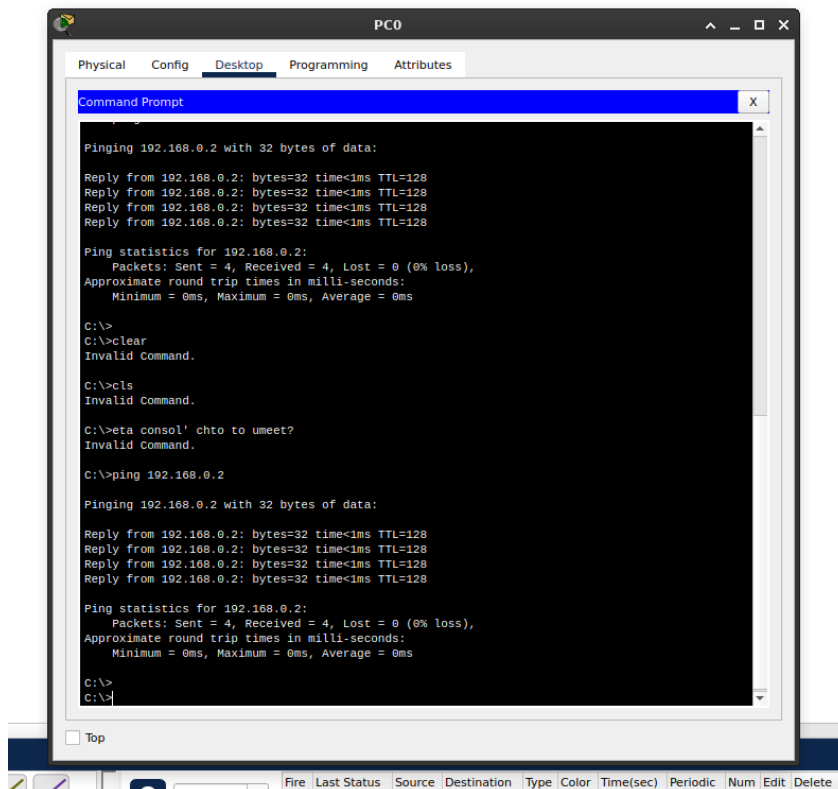 PC0
Physical Config Desktop Programming Attributes
Command Prompt
X
Pinging 192.168.0.2 with 32 bytes of data:
Reply from 192.168.0.2: bytes=32 time<1ms TTL=128
Reply from 192.168.0.2: bytes=32 time<1ms TTL=128
Reply from 192.168.0.2: bytes=32 time<1ms TTL=128
Reply from 192.168.0.2: bytes=32 time<1ms TTL=128
Ping statistics for 192.168.0.2:
Packets: Sent = 4, Received = 4, Lost = 0 (0% loss),
Approximate round trip times in milli-seconds:
Minimum = 0ms, Maximum = 0ms, Average = 0ms
C:\>
C:\>clear
Invalid Command.
C:\>cls
Invalid Command.
C:\>eta consol' chto to umeet?
Invalid Command.
C:\>ping 192.168.0.2
Pinging 192.168.0.2 with 32 bytes of data:
Reply from 192.168.0.2: bytes=32 time<1ms TTL=128
Reply from 192.168.0.2: bytes=32 time<1ms TTL=128
Reply from 192.168.0.2: bytes=32 time<1ms TTL=128
Reply from 192.168.0.2: bytes=32 time<1ms TTL=128
Ping statistics for 192.168.0.2:
Packets: Sent = 4, Received = 4, Lost = 0 (0% loss),
Approximate round trip times in milli-seconds:
Minimum = 0ms, Maximum = 0ms, Average = 0ms
C:\>
C:\>
Top
Fire Last Status Source Destination Type Color Time(sec) Periodic Num Edit Delete